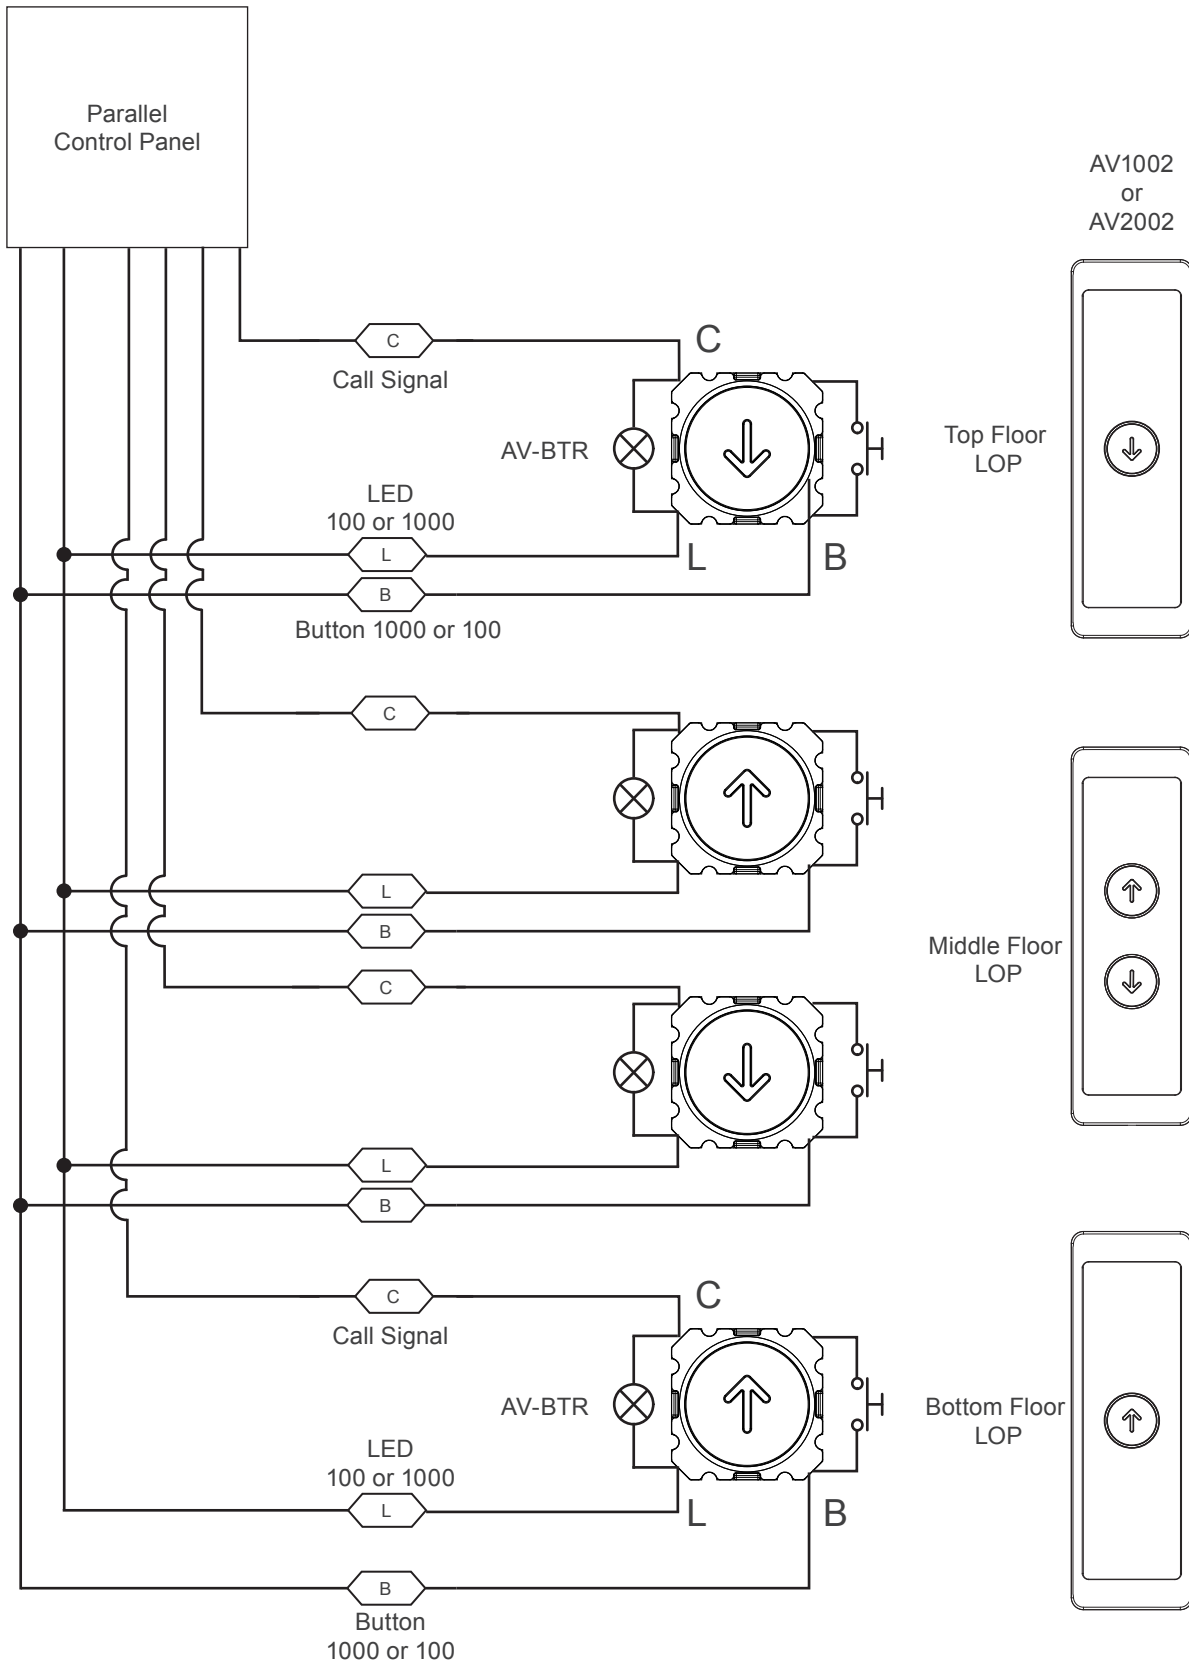 Parallel
Control Panel
AV1002
or
AV2002
C
C
Call Signal
AV-BTR
Top Floor
LOP
LED
100 or 1000
L
L
B
B
Button 1000 or 100
C
L
B
Middle Floor
LOP
C
L
B
C
C
Call Signal
AV-BTR
Bottom Floor
LOP
LED
100 or 1000
L
L
B
B
Button
1000 or 100